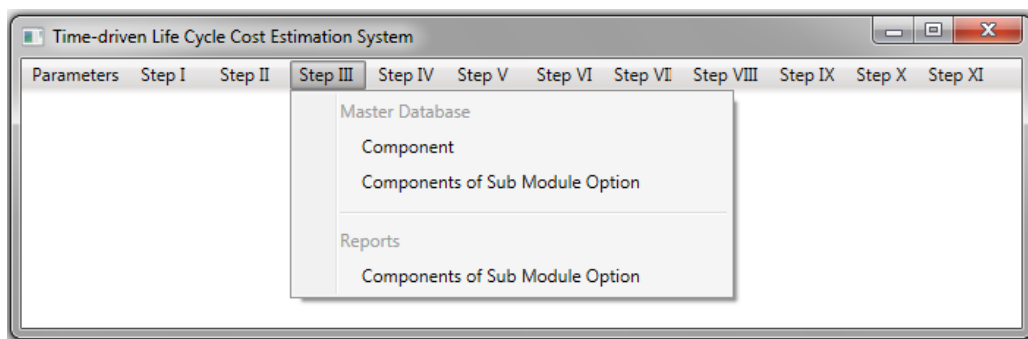 Time-driven Life Cycle Cost Estimation System
Parameters Step I Step II Step III Step IV Step V Step VI Step VII Step VIII Step IX Step X Step XI
Master Database
Component
Components of Sub Module Option
Reports
Components of Sub Module Option